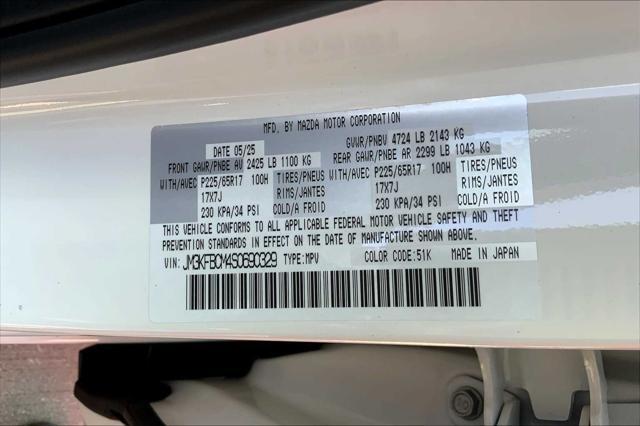 MFD. BY MAZDA MOTOR CORPORATION
DATE 05/25 GVWR/PNBV 4724 LB 2143 KG
FRONT GAWR/PNBE AV 2425 LB 1100 KG REAR GAWR/PNBE AR 2299 LB 1043 KG
WITH/AVEC P225/65R17 100H TIRES/PNEUS WITH/AVEC P225/65R17 100H TIRES/PNEUS
17X7J RIMS/JANTES 17X7J RIMS/JANTES
230 KPA/34 PSI COLD/A FROID 230 KPA/34 PSI COLD/A FROID
THIS VEHICLE CONFORMS TO ALL APPLICABLE FEDERAL MOTOR VEHICLE SAFETY AND THEFT
PREVENTION STANDARDS IN EFFECT ON THE DATE OF MANUFACTURE SHOWN ABOVE.
VIN: JM3KFBCM4S0690329 TYPE:MPV COLOR CODE:51K MADE IN JAPAN